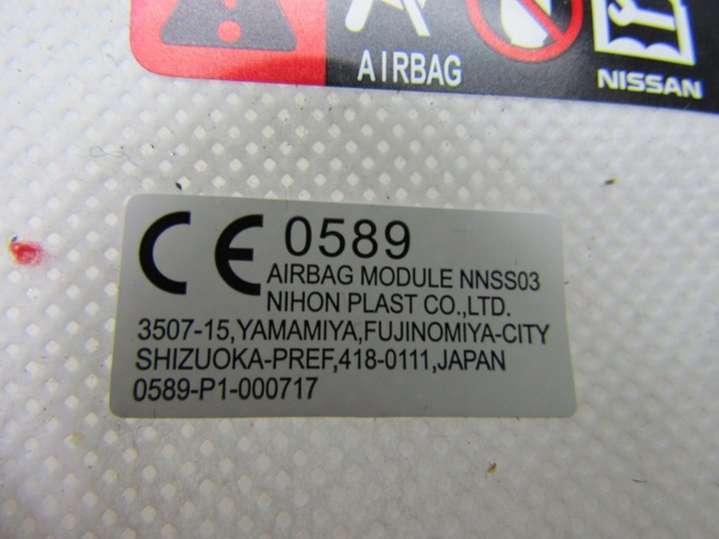 AIRBAG
NISSAN
CE 0589
AIRBAG MODULE NNSS03
NIHON PLAST CO.,LTD.
3507-15,YAMAMIYA,FUJINOMIYA-CITY
SHIZUOKA-PREF,418-0111,JAPAN
0589-P1-000717